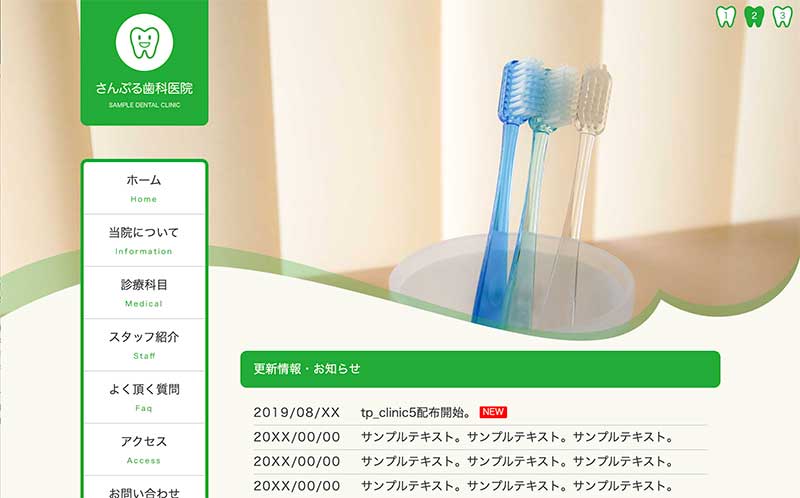 さんぷる歯科医院
SAMPLE DENTAL CLINIC
1 2 3
ホーム
Home
当院について
Information
診療科目
Medical
スタッフ紹介
Staff
よく頂く質問
Faq
アクセス
Access
お問い合わせ
更新情報・お知らせ
2019/08/XX tp_clinic5配布開始。 NEW
20XX/00/00 サンプルテキスト。サンプルテキスト。サンプルテキスト。
20XX/00/00 サンプルテキスト。サンプルテキスト。サンプルテキスト。
20XX/00/00 サンプルテキスト。サンプルテキスト。サンプルテキスト。